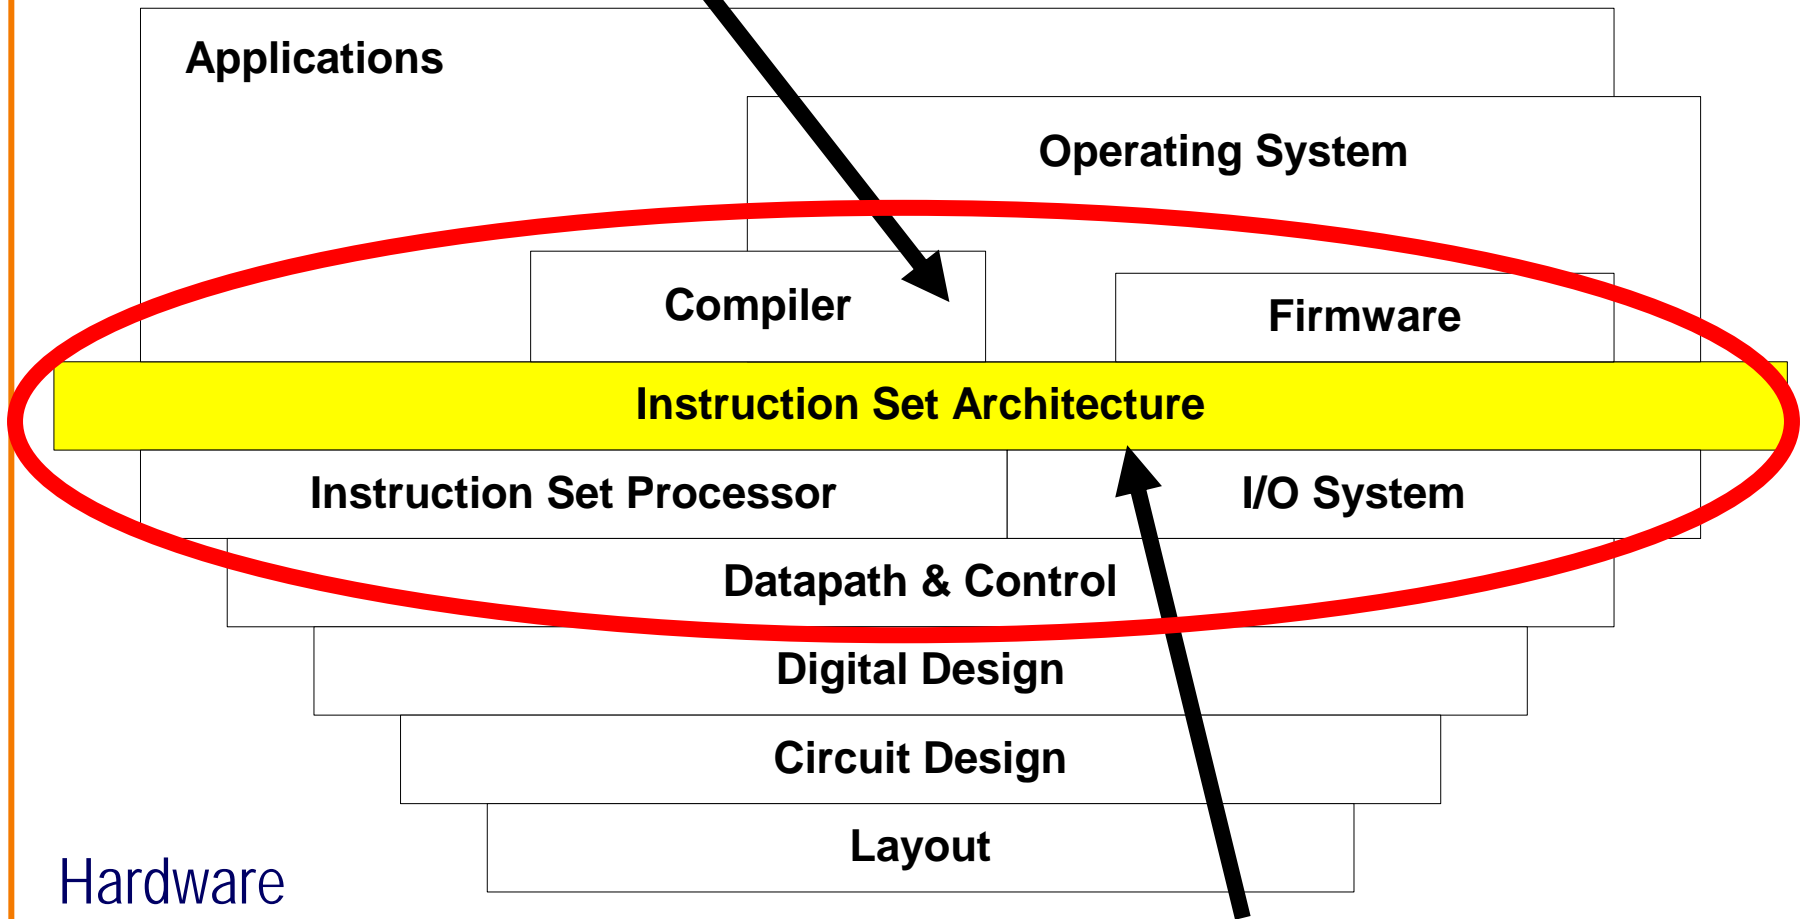 Applications
Operating System
Compiler
Firmware
Instruction Set Architecture
Instruction Set Processor
I/O System
Datapath & Control
Digital Design
Circuit Design
Layout
Hardware